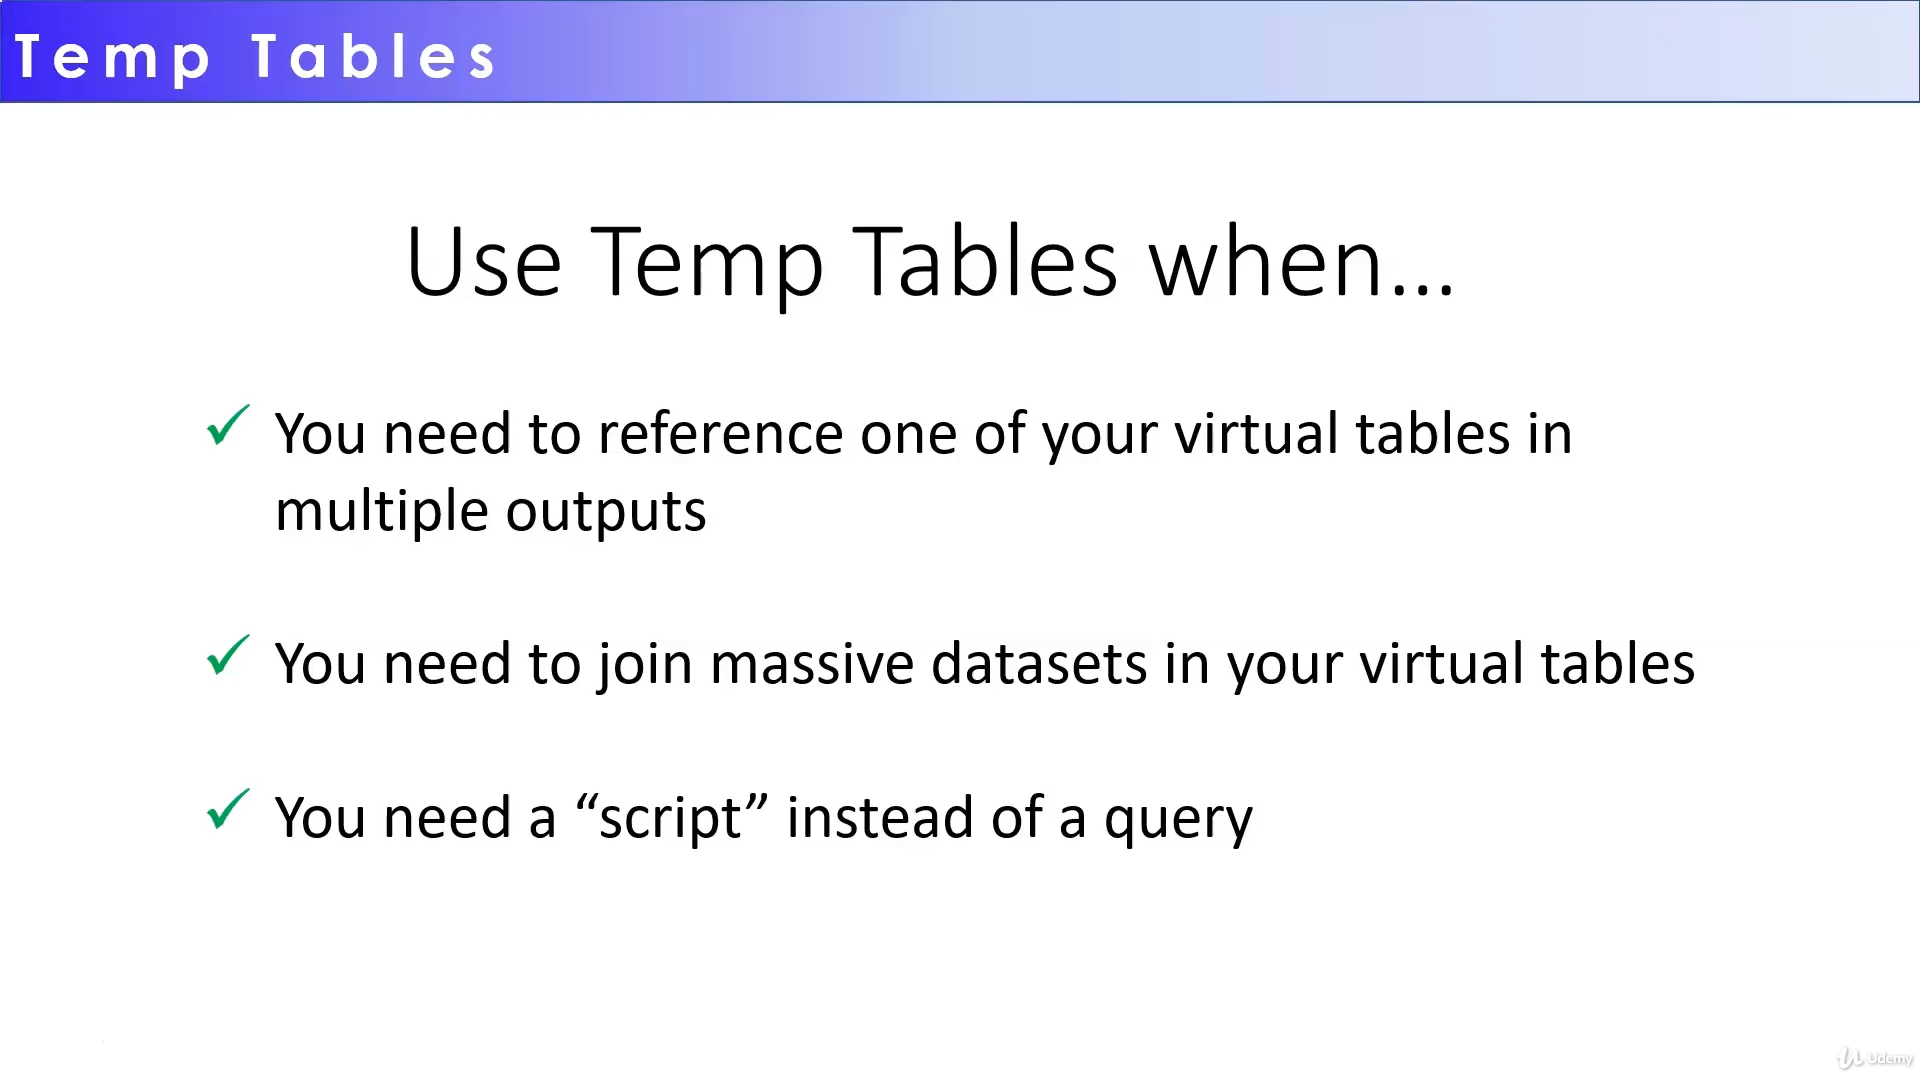 Temp Tables
Use Temp Tables when...
✓ You need to reference one of your virtual tables in
multiple outputs
✓ You need to join massive datasets in your virtual tables
✓ You need a “script” instead of a query
Udemy